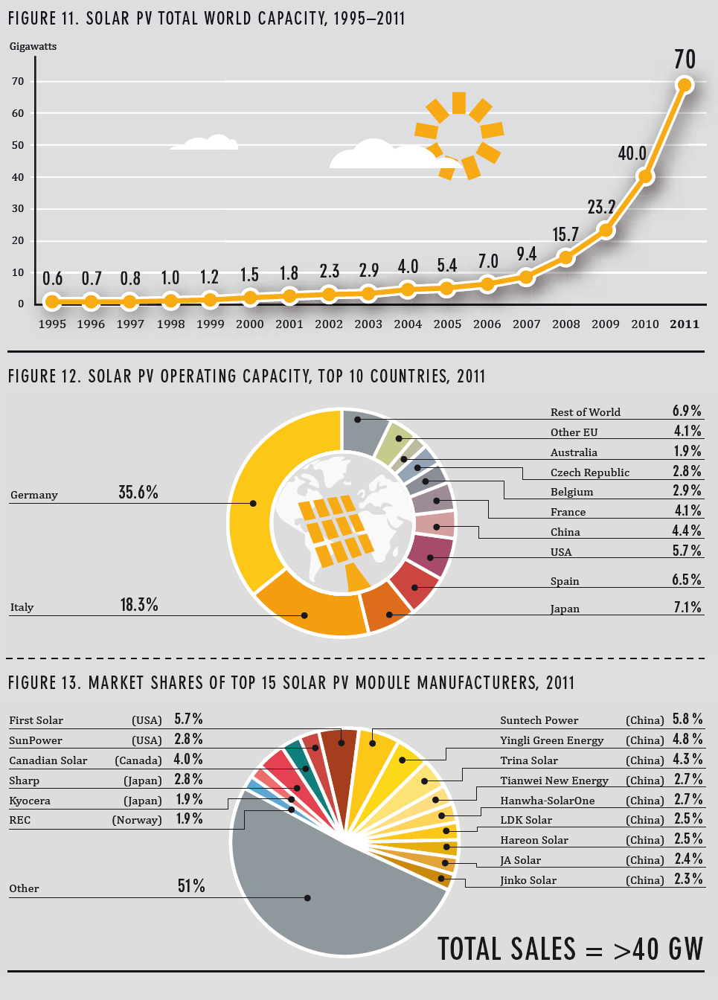 FIGURE 11. SOLAR PV TOTAL WORLD CAPACITY, 1995–2011
Gigawatts
70
70
60
50
40
30
20
10
0
0.6 0.7 0.8 1.0 1.2 1.5 1.8 2.3 2.9 4.0 5.4 7.0 9.4 15.7 23.2 40.0
1995 1996 1997 1998 1999 2000 2001 2002 2003 2004 2005 2006 2007 2008 2009 2010 2011
FIGURE 12. SOLAR PV OPERATING CAPACITY, TOP 10 COUNTRIES, 2011
Germany 35.6%
Italy 18.3%
Rest of World 6.9%
Other EU 4.1%
Australia 1.9%
Czech Republic 2.8%
Belgium 2.9%
France 4.1%
China 4.4%
USA 5.7%
Spain 6.5%
Japan 7.1%
FIGURE 13. MARKET SHARES OF TOP 15 SOLAR PV MODULE MANUFACTURERS, 2011
First Solar (USA) 5.7%
SunPower (USA) 2.8%
Canadian Solar (Canada) 4.0%
Sharp (Japan) 2.8%
Kyocera (Japan) 1.9%
REC (Norway) 1.9%
Other 51%
Suntech Power (China) 5.8%
Yingli Green Energy (China) 4.8%
Trina Solar (China) 4.3%
Tianwei New Energy (China) 2.7%
Hanwha-SolarOne (China) 2.7%
LDK Solar (China) 2.5%
Hareon Solar (China) 2.5%
JA Solar (China) 2.4%
Jinko Solar (China) 2.3%
TOTAL SALES = >40 GW